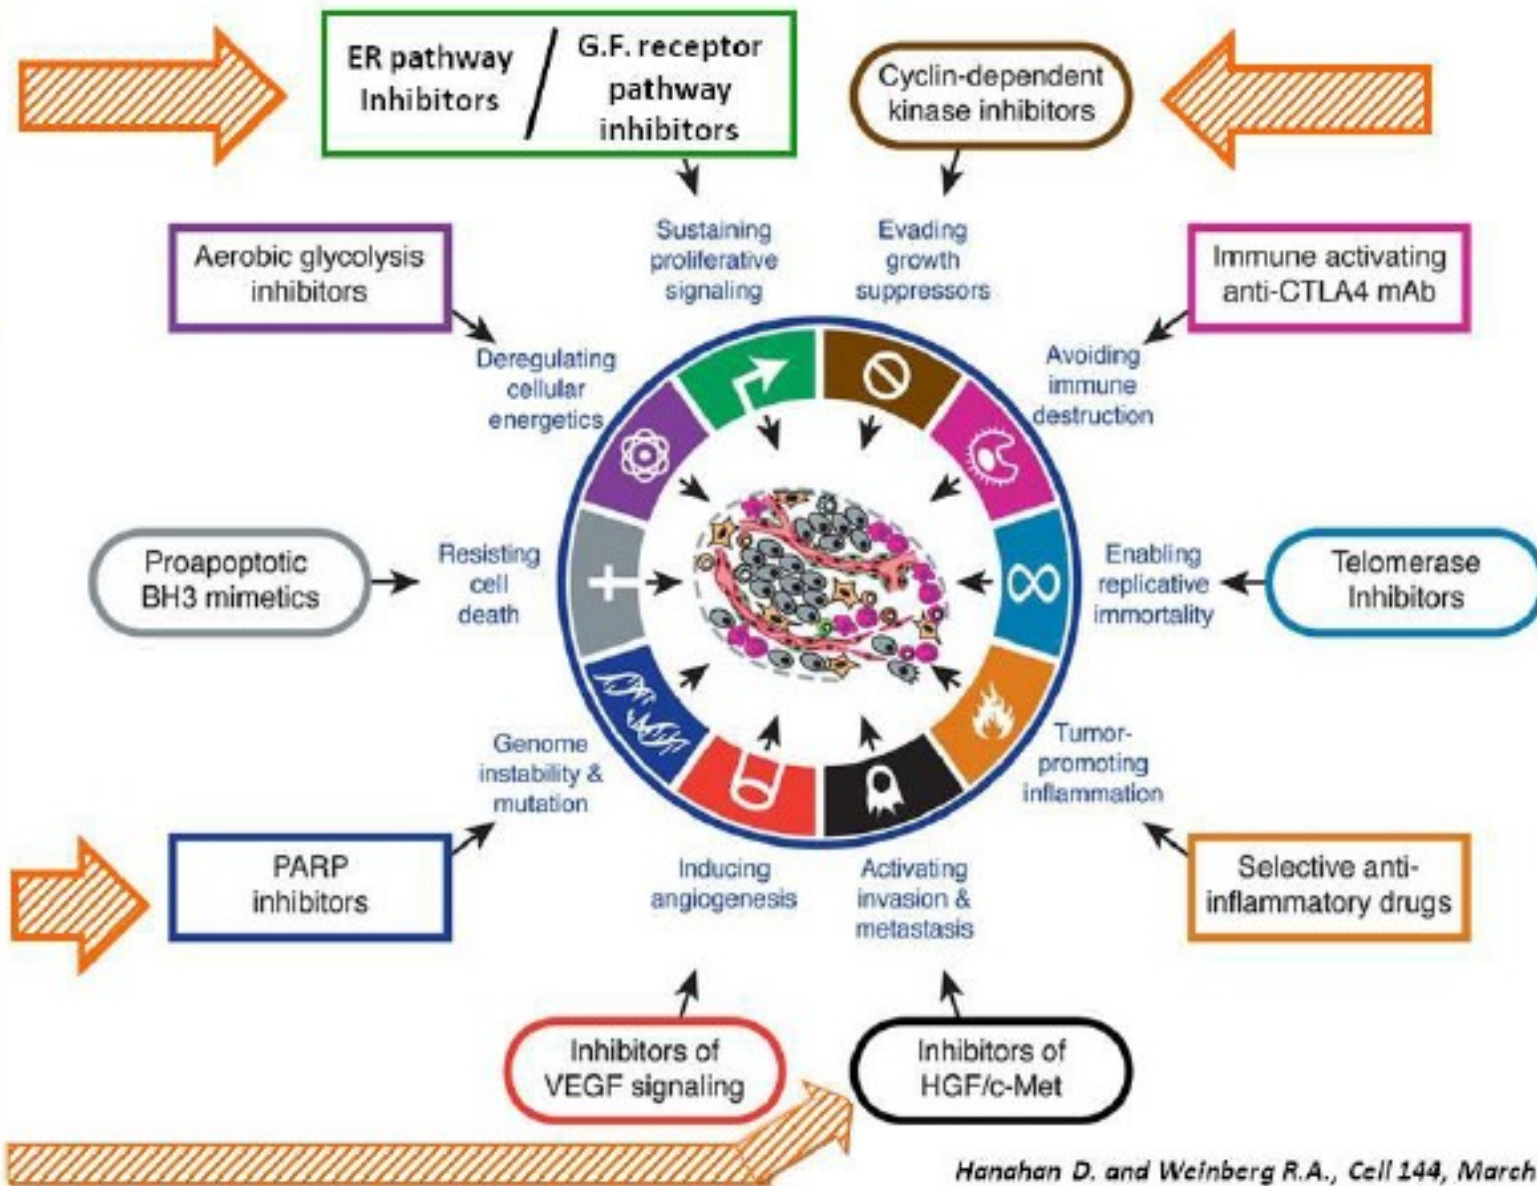 ER pathway
Inhibitors
/
G.F. receptor
pathway
inhibitors
Cyclin-dependent
kinase inhibitors
Sustaining
proliferative
signaling
Evading
growth
suppressors
Aerobic glycolysis
inhibitors
Immune activating
anti-CTLA4 mAb
Deregulating
cellular
energetics
Avoiding
immune
destruction
Proapoptotic
BH3 mimetics
Resisting
cell
death
Enabling
replicative
immortality
Telomerase
Inhibitors
Genome
instability &
mutation
Tumor-
promoting
inflammation
PARP
inhibitors
Inducing
angiogenesis
Activating
invasion &
metastasis
Selective anti-
inflammatory drugs
Inhibitors of
VEGF signaling
Inhibitors of
HGF/c-Met
Hanahan D. and Weinberg R.A., Cell 144, March